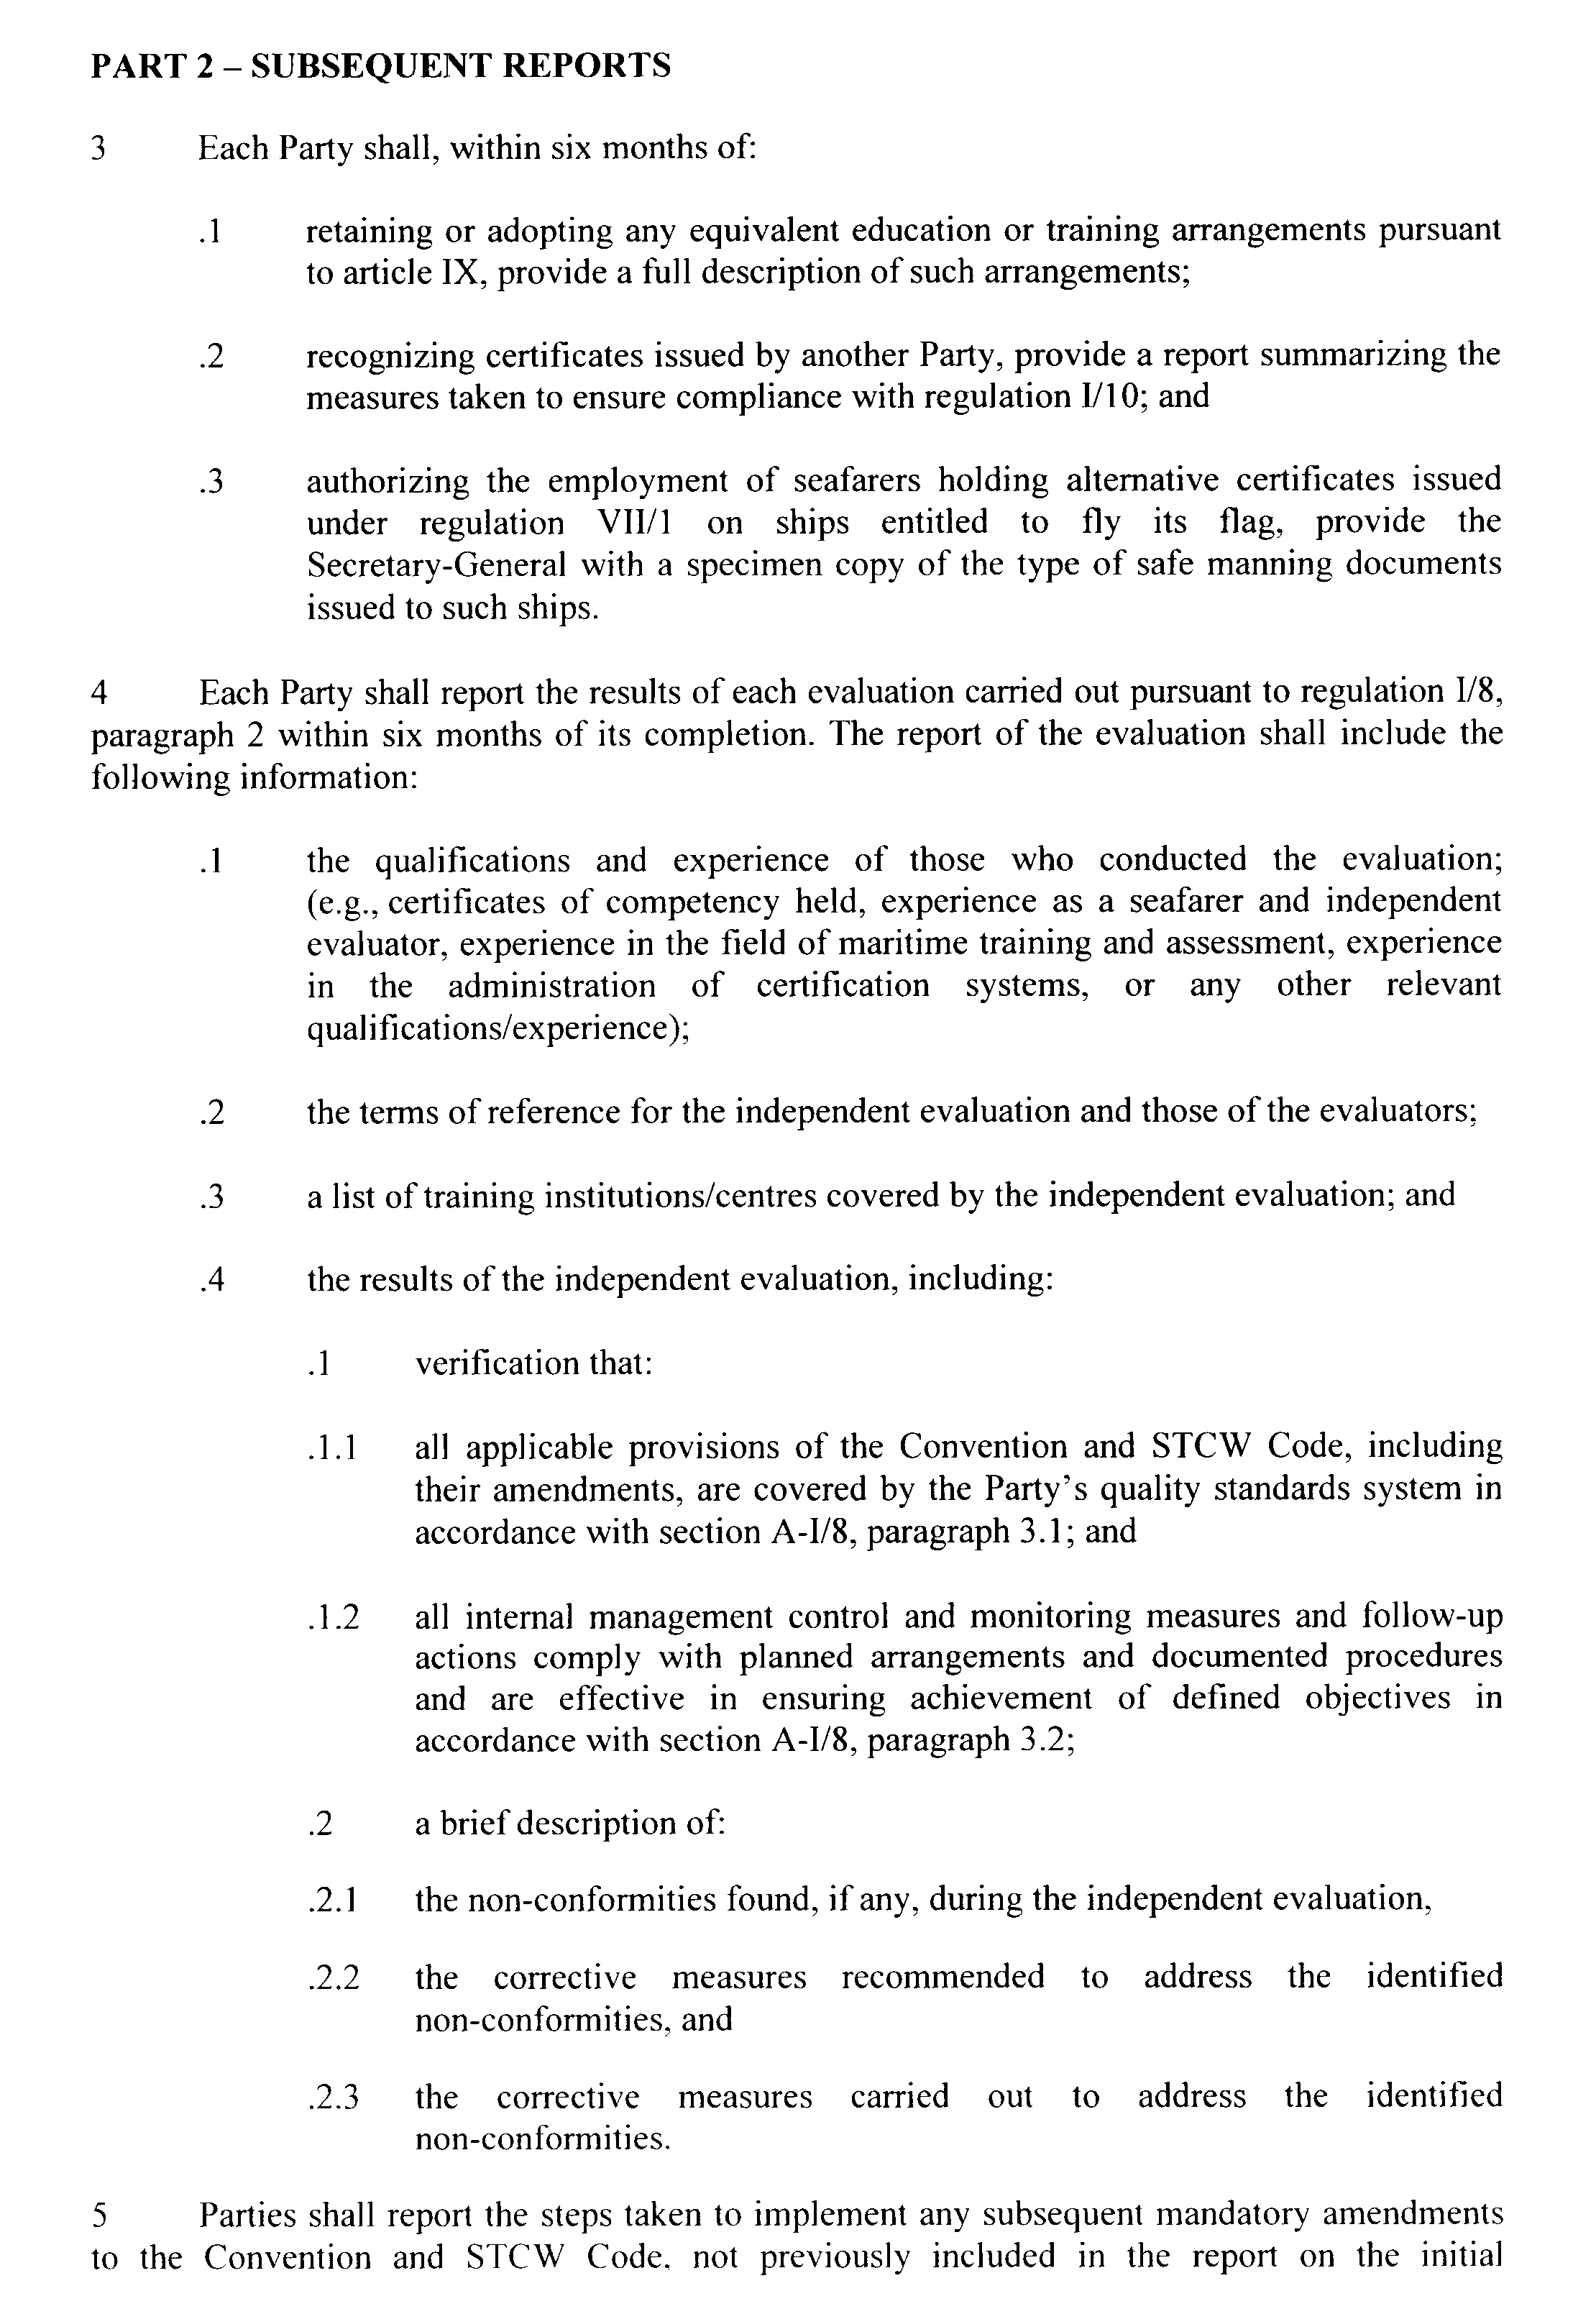 PART 2 – SUBSEQUENT REPORTS
3 Each Party shall, within six months of:
.1 retaining or adopting any equivalent education or training arrangements pursuant
to article IX, provide a full description of such arrangements;
.2 recognizing certificates issued by another Party, provide a report summarizing the
measures taken to ensure compliance with regulation I/10; and
.3 authorizing the employment of seafarers holding alternative certificates issued
under regulation VII/1 on ships entitled to fly its flag, provide the
Secretary-General with a specimen copy of the type of safe manning documents
issued to such ships.
4 Each Party shall report the results of each evaluation carried out pursuant to regulation I/8,
paragraph 2 within six months of its completion. The report of the evaluation shall include the
following information:
.1 the qualifications and experience of those who conducted the evaluation;
(e.g., certificates of competency held, experience as a seafarer and independent
evaluator, experience in the field of maritime training and assessment, experience
in the administration of certification systems, or any other relevant
qualifications/experience);
.2 the terms of reference for the independent evaluation and those of the evaluators;
.3 a list of training institutions/centres covered by the independent evaluation; and
.4 the results of the independent evaluation, including:
.1 verification that:
.1.1 all applicable provisions of the Convention and STCW Code, including
their amendments, are covered by the Party's quality standards system in
accordance with section A-I/8, paragraph 3.1; and
.1.2 all internal management control and monitoring measures and follow-up
actions comply with planned arrangements and documented procedures
and are effective in ensuring achievement of defined objectives in
accordance with section A-I/8, paragraph 3.2;
.2 a brief description of:
.2.1 the non-conformities found, if any, during the independent evaluation,
.2.2 the corrective measures recommended to address the identified
non-conformities, and
.2.3 the corrective measures carried out to address the identified
non-conformities.
5 Parties shall report the steps taken to implement any subsequent mandatory amendments
to the Convention and STCW Code, not previously included in the report on the initial